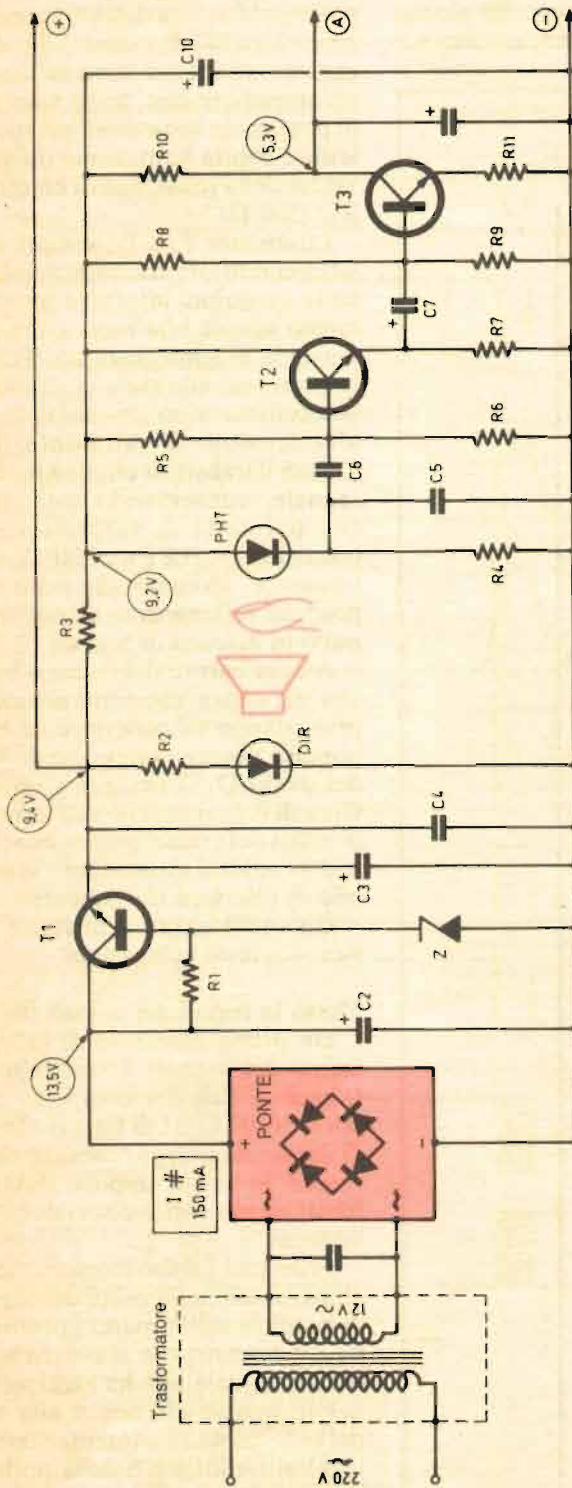 Trasformatore
220 V
~
12V ~
I #
150 mA
PONTE
+
-
~
~
13,5V
C2
+
R1
T1
Z
C3
+
C4
9,4V
R2
DIR
R3
9,2V
PHT
R4
C5
C6
R5
R6
T2
R7
C7
+
R8
R9
T3
R10
R11
5,3V
C10
+
+
+
A
-